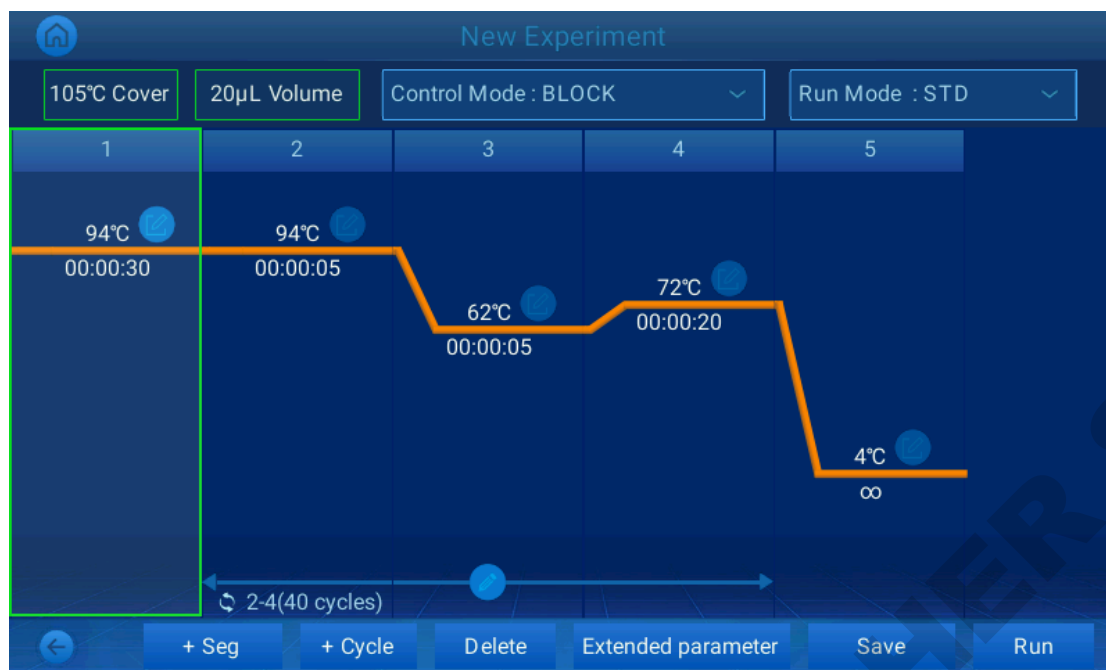 New Experiment
105℃ Cover
20µL Volume
Control Mode : BLOCK
Run Mode : STD
1 2 3 4 5
94℃
00:00:30
94℃
00:00:05
62℃
00:00:05
72℃
00:00:20
4℃
∞
2-4(40 cycles)
+ Seg
+ Cycle
Delete
Extended parameter
Save
Run